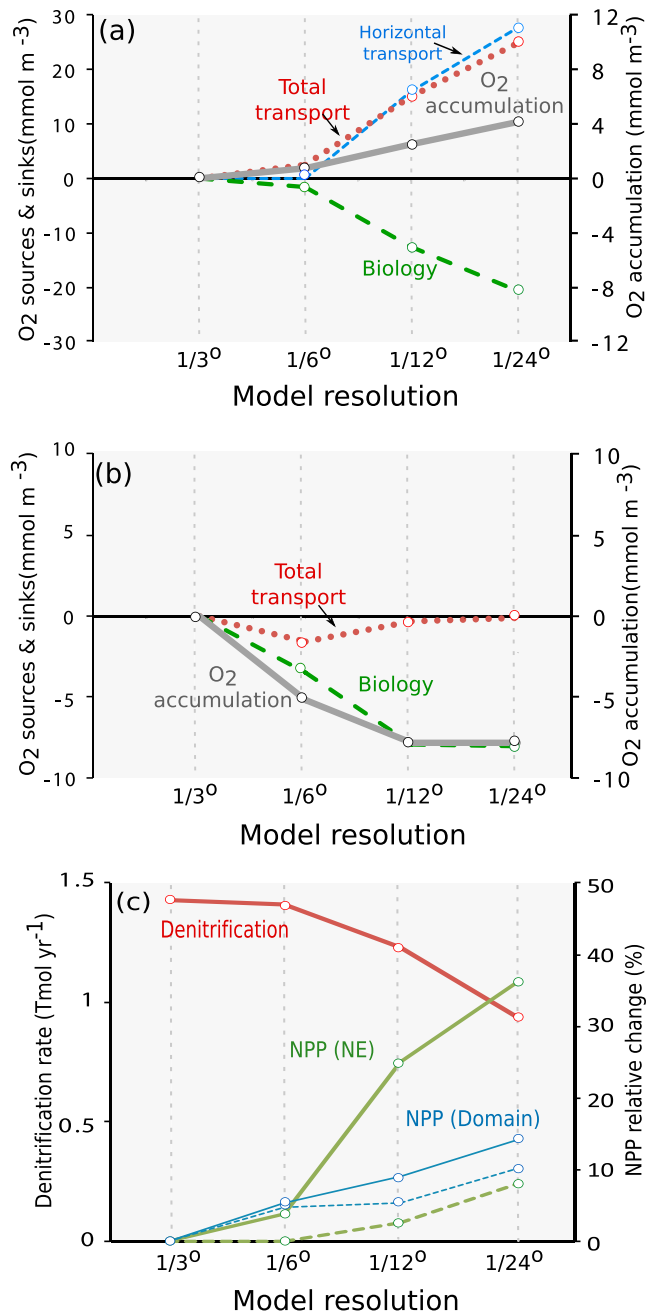 (a)
O2 sources & sinks(mmol m -3)
30
20
10
0
-10
-20
-30
Horizontal
transport
Total
transport
O2
accumulation
Biology
12
8
4
0
-4
-8
-12
O2 accumulation (mmol m -3)
1/3o 1/6o 1/12o 1/24o
Model resolution
(b)
O2 sources & sinks(mmol m -3)
10
5
0
-5
-10
Total
transport
O2
accumulation
Biology
10
5
0
-5
-10
O2 accumulation(mmol m -3)
1/3o 1/6o 1/12o 1/24o
Model resolution
(c)
Denitrification rate (Tmol yr-1)
1.5
1
0.5
0
Denitrification
NPP (NE)
NPP (Domain)
50
40
30
20
10
0
NPP relative change (%)
1/3o 1/6o 1/12o 1/24o
Model resolution